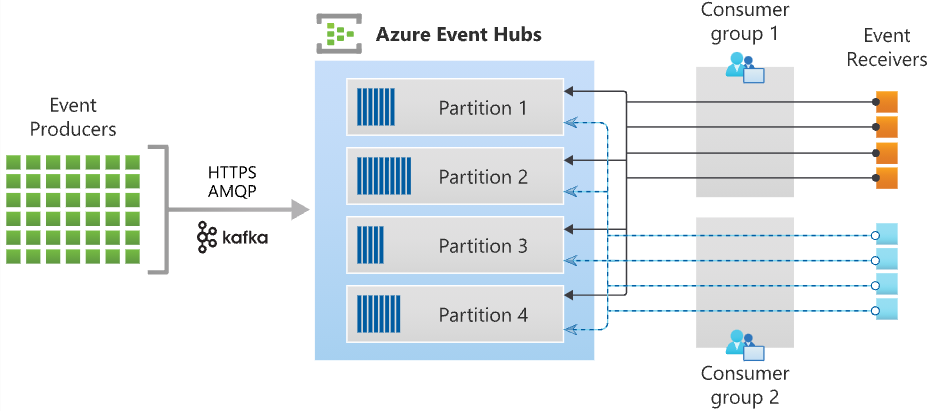 Event
Producers
HTTPS
AMQP
kafka
Azure Event Hubs
Partition 1
Partition 2
Partition 3
Partition 4
Consumer
group 1
Event
Receivers
Consumer
group 2